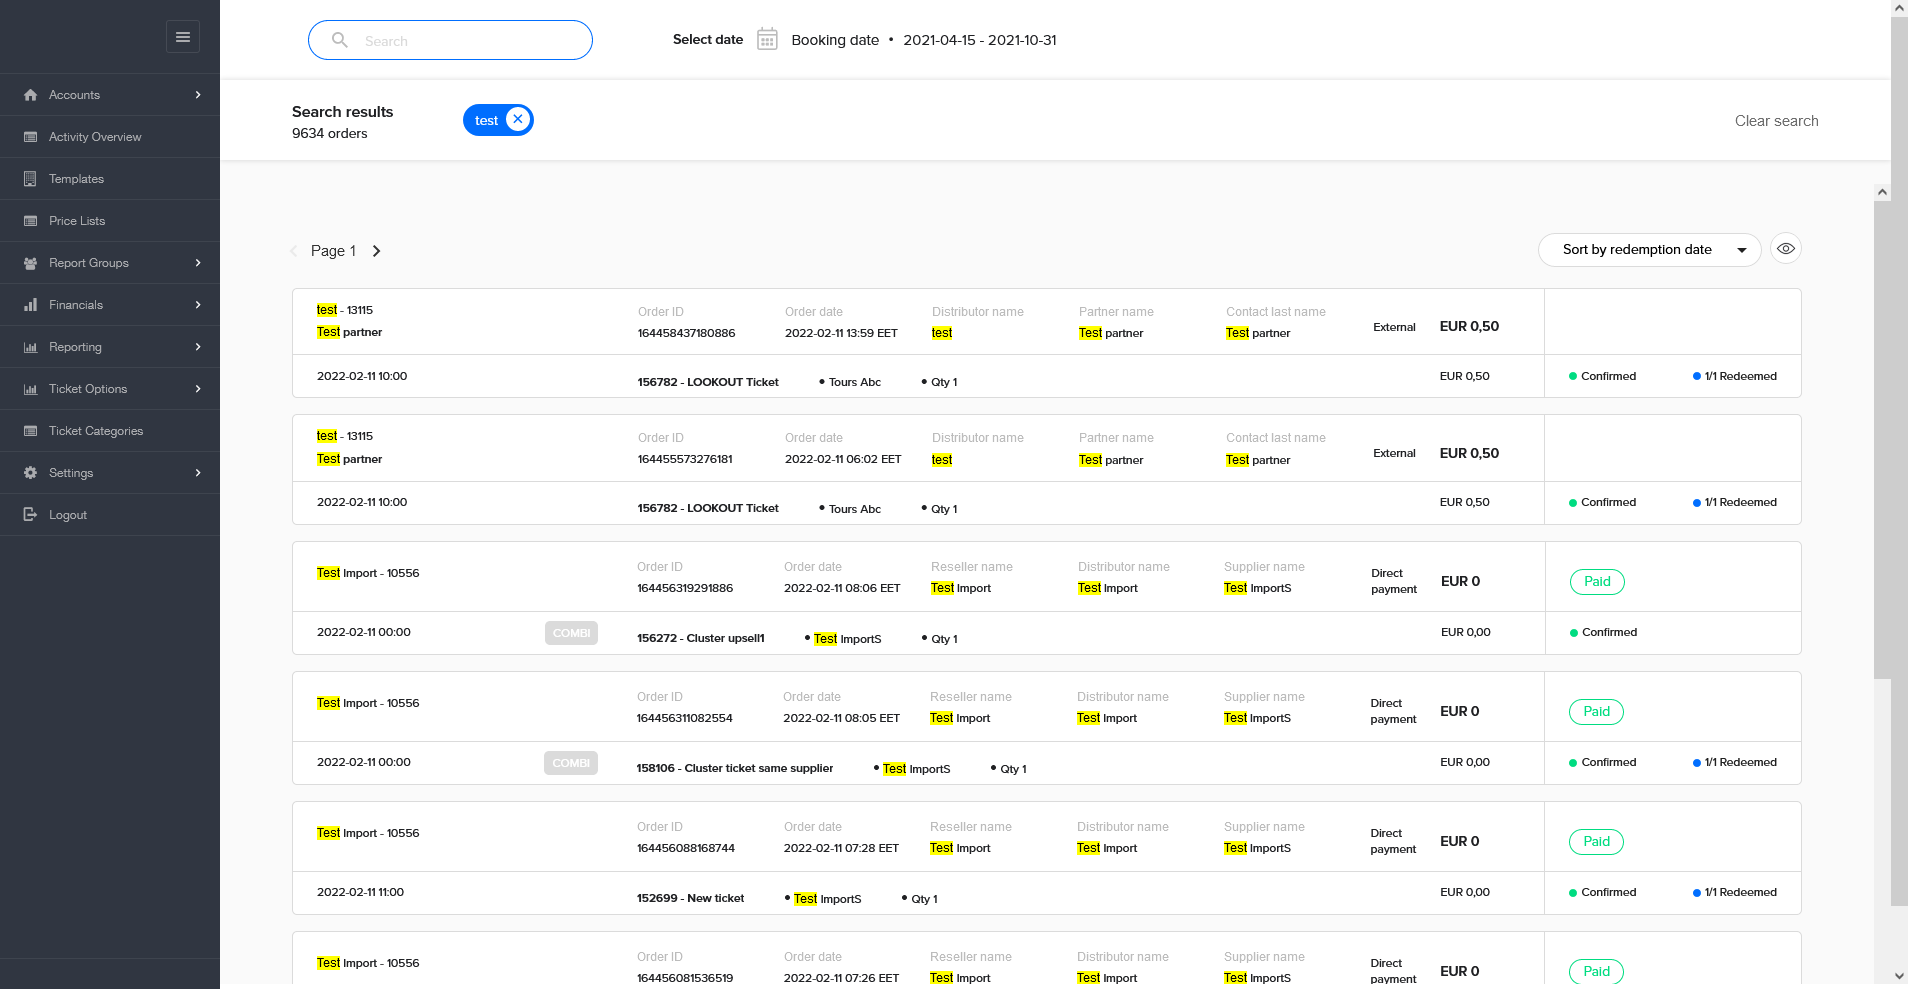 Search
Select date Booking date • 2021-04-15 - 2021-10-31
Accounts
Activity Overview
Templates
Price Lists
Report Groups
Financials
Reporting
Ticket Options
Ticket Categories
Settings
Logout
Search results
9634 orders
test
Clear search
Page 1
Sort by redemption date
test - 13115 Order ID Order date Distributor name Partner name Contact last name
Test partner 164458437180886 2022-02-11 13:59 EET test Test partner Test partner External EUR 0,50
2022-02-11 10:00 156782 - LOOKOUT Ticket • Tours Abc • Qty 1 EUR 0,50 Confirmed 1/1 Redeemed
test - 13115 Order ID Order date Distributor name Partner name Contact last name
Test partner 164455573276181 2022-02-11 06:02 EET test Test partner Test partner External EUR 0,50
2022-02-11 10:00 156782 - LOOKOUT Ticket • Tours Abc • Qty 1 EUR 0,50 Confirmed 1/1 Redeemed
Order ID Order date Reseller name Distributor name Supplier name
Test Import - 10556 164456319291886 2022-02-11 08:06 EET Test Import Test Import Test ImportS Direct payment EUR 0 Paid
2022-02-11 00:00 COMBI 156272 - Cluster upsell1 • Test ImportS • Qty 1 EUR 0,00 Confirmed
Order ID Order date Reseller name Distributor name Supplier name
Test Import - 10556 164456311082554 2022-02-11 08:05 EET Test Import Test Import Test ImportS Direct payment EUR 0 Paid
2022-02-11 00:00 COMBI 158106 - Cluster ticket same supplier • Test ImportS • Qty 1 EUR 0,00 Confirmed 1/1 Redeemed
Order ID Order date Reseller name Distributor name Supplier name
Test Import - 10556 164456088168744 2022-02-11 07:28 EET Test Import Test Import Test ImportS Direct payment EUR 0 Paid
2022-02-11 11:00 152699 - New ticket • Test ImportS • Qty 1 EUR 0,00 Confirmed 1/1 Redeemed
Order ID Order date Reseller name Distributor name Supplier name
Test Import - 10556 164456081536519 2022-02-11 07:26 EET Test Import Test Import Test ImportS Direct payment EUR 0 Paid